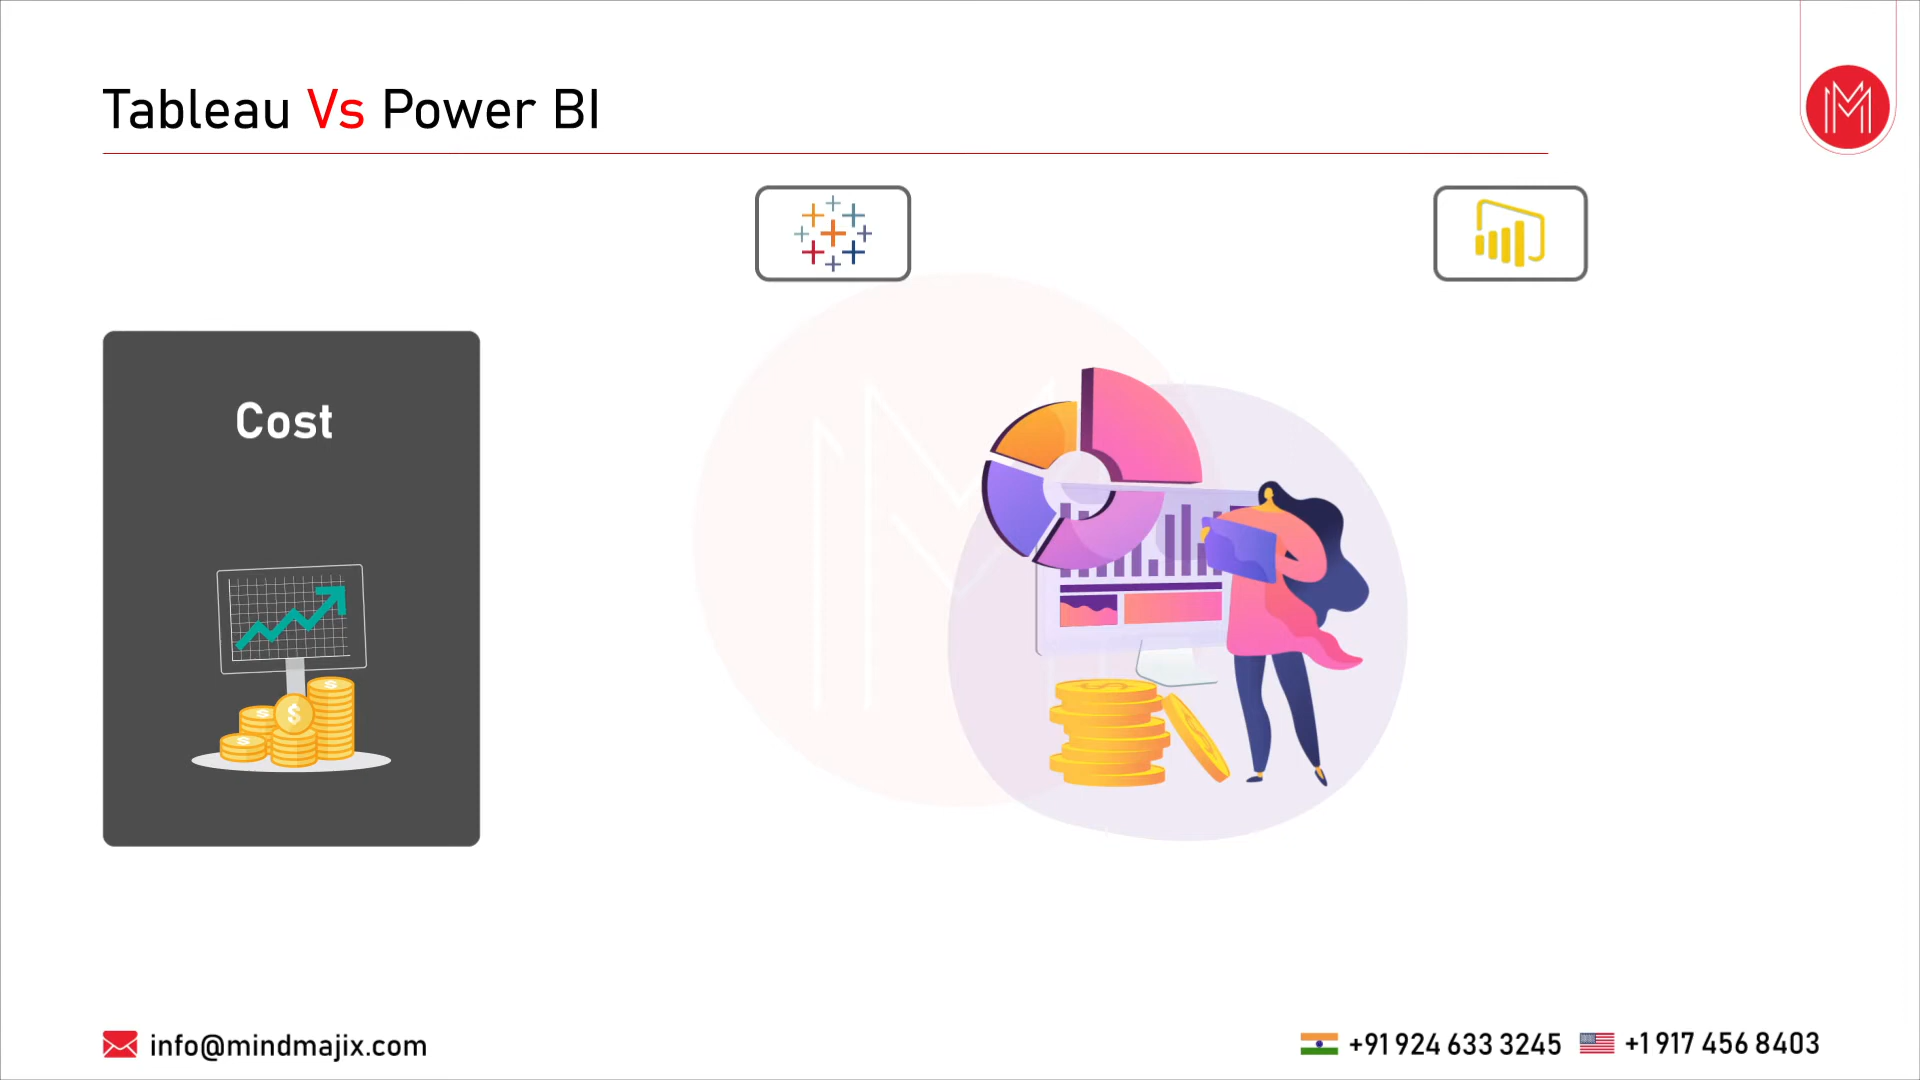 Tableau Vs Power BI
Cost
info@mindmajix.com
+91 924 633 3245
+1 917 456 8403